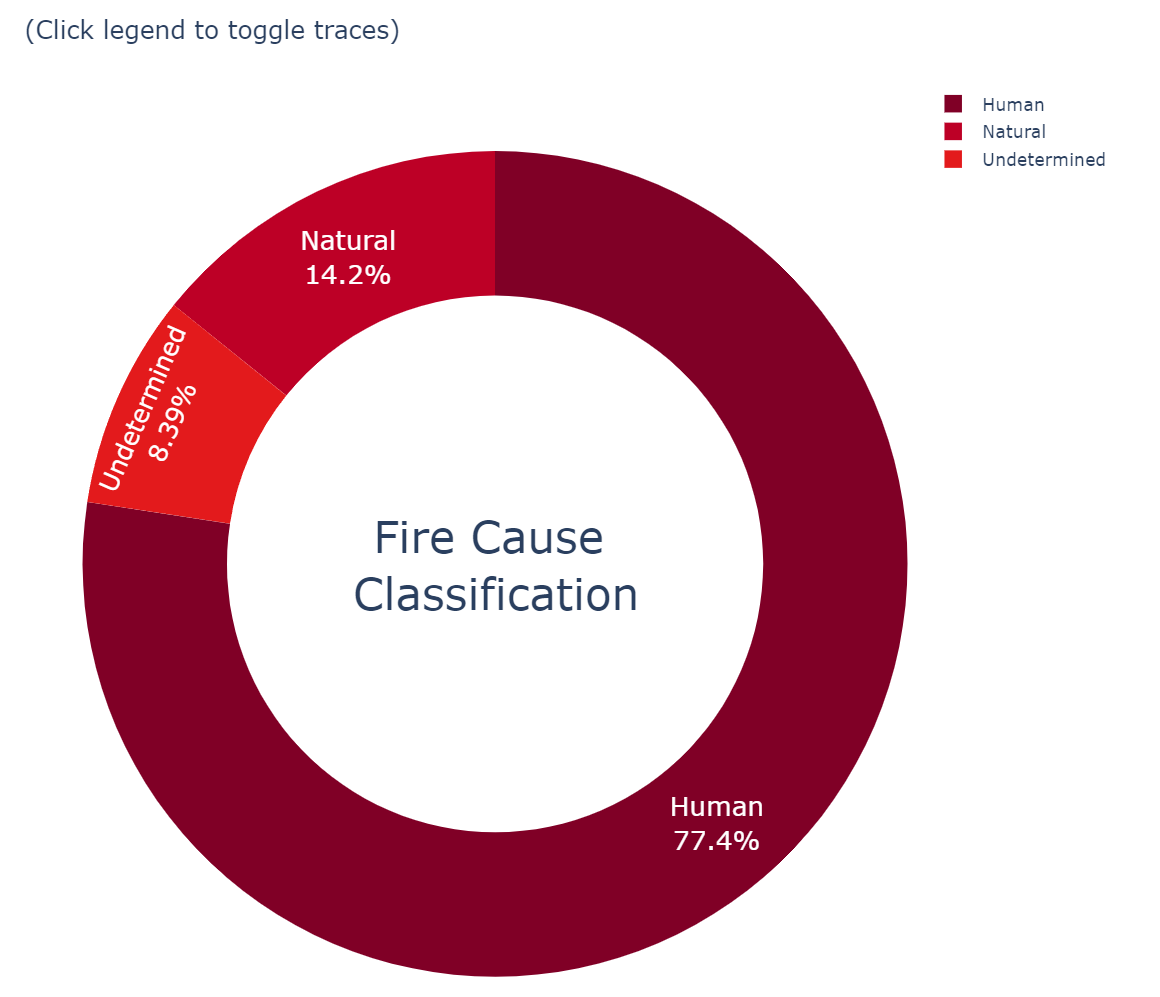 (Click legend to toggle traces)
Human
Natural
Undetermined
Natural
14.2%
Undetermined
8.39%
Fire Cause
Classification
Human
77.4%